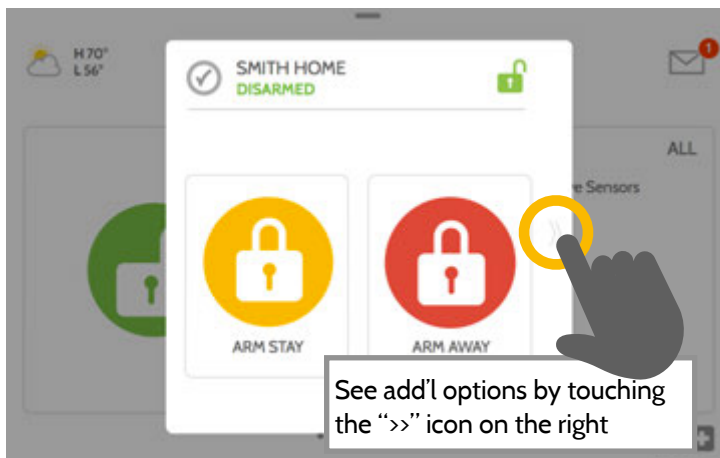 H 70°
L 56°
1
SMITH HOME
DISARMED
ALL
e Sensors
ARM STAY
ARM AWAY
See add'l options by touching
the “>>” icon on the right